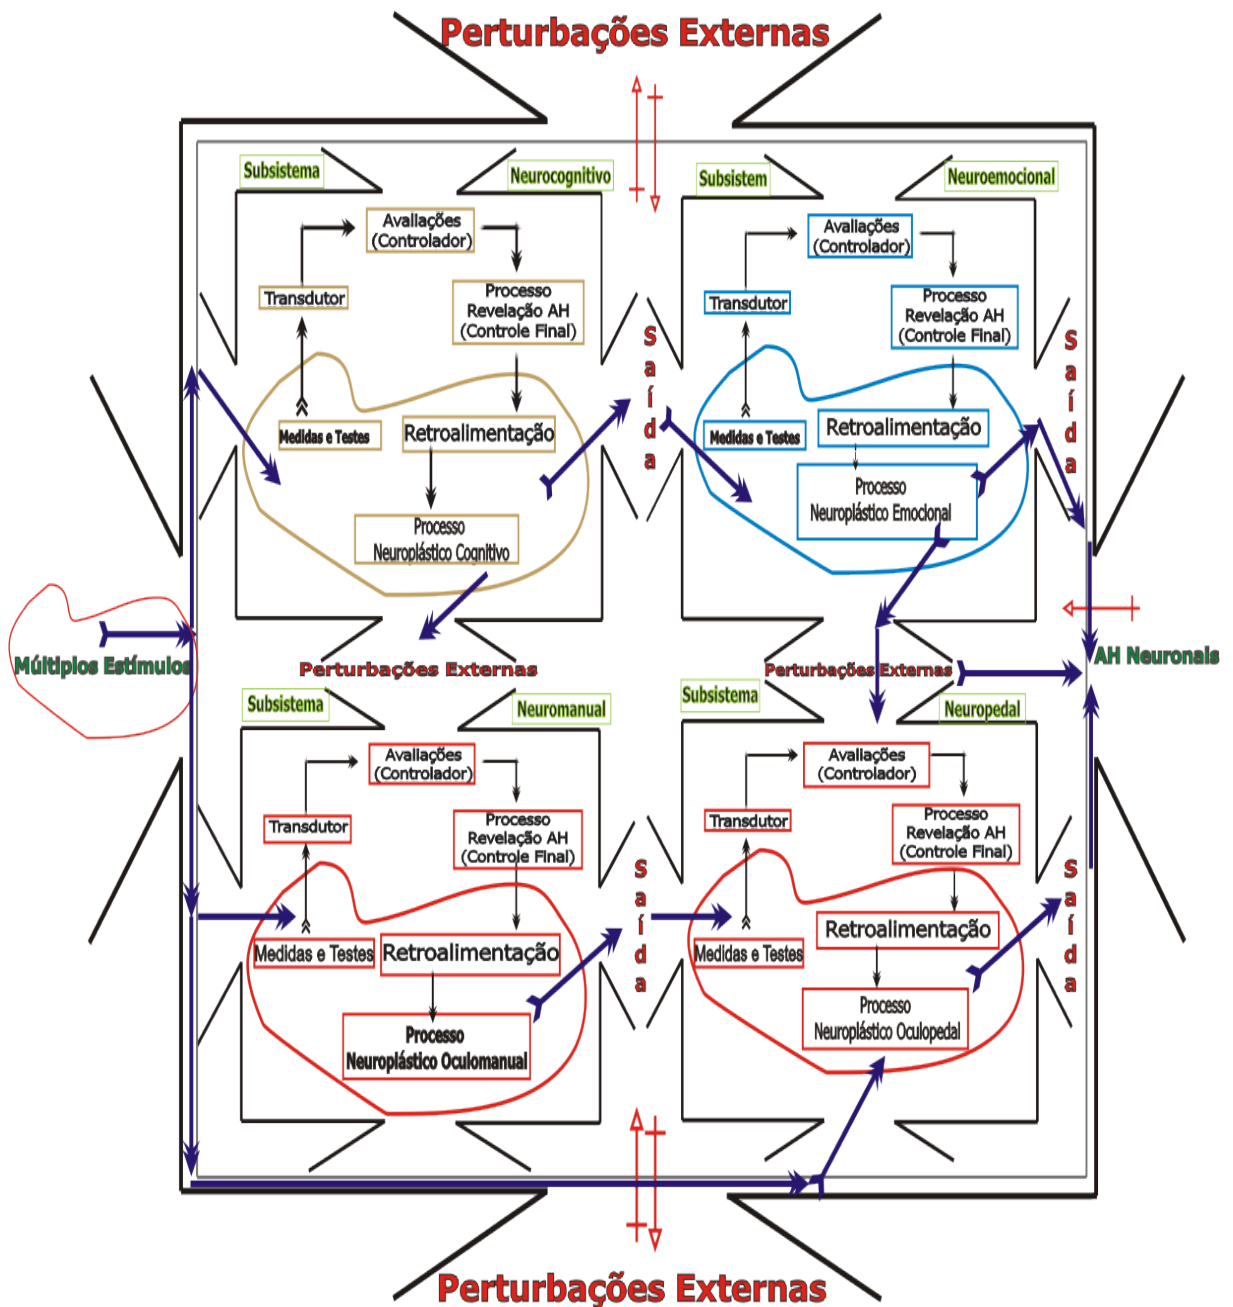 Perturbações Externas
Subsistema
Neurocognitivo
Avaliações
(Controlador)
Transdutor
Processo
Revelação AH
(Controle Final)
Medidas e Testes
Retroalimentação
Processo
Neuroplástico Cognitivo
Saída
Subsistem
Neuroemocional
Avaliações
(Controlador)
Transdutor
Processo
Revelação AH
(Controle Final)
Medidas e Testes
Retroalimentação
Processo
Neuroplástico Emocional
Saída
Múltiplos Estímulos
Perturbações Externas
Perturbações Externas
AH Neuronais
Subsistema
Neuromanual
Avaliações
(Controlador)
Transdutor
Processo
Revelação AH
(Controle Final)
Medidas e Testes
Retroalimentação
Processo
Neuroplástico Oculomanual
Saída
Subsistema
Neuropedal
Avaliações
(Controlador)
Transdutor
Processo
Revelação AH
(Controle Final)
Medidas e Testes
Retroalimentação
Processo
Neuroplástico Oculopedal
Saída
Perturbações Externas